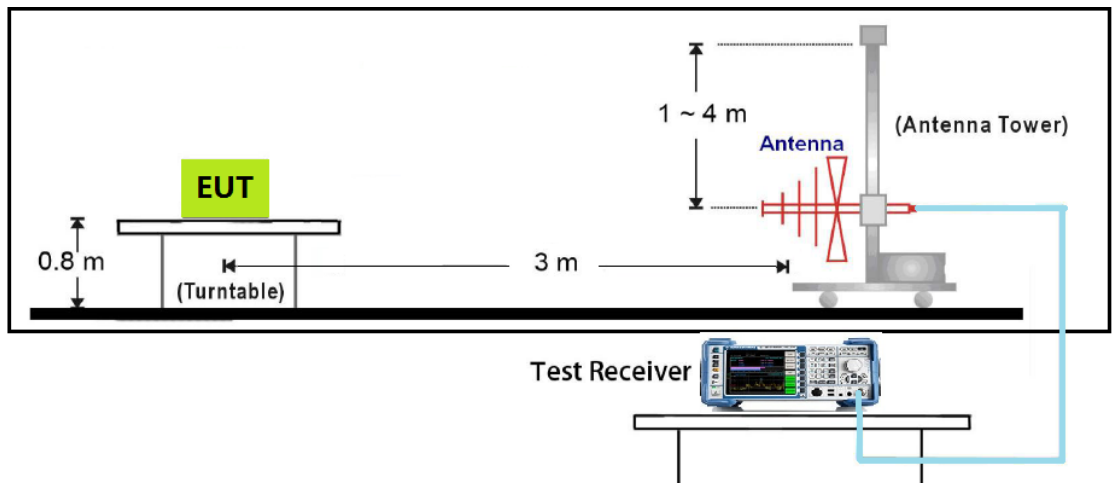 1 ~ 4 m
(Antenna Tower)
Antenna
EUT
0.8 m
3 m
(Turntable)
Test Receiver